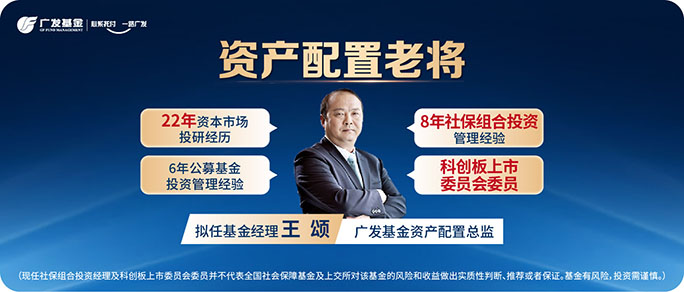 广发基金
GF FUND MANAGEMENT
心系托付 一路广发
资产配置老将
22年资本市场
投研经历
8年社保组合投资
管理经验
6年公募基金
投资管理经验
科创板上市
委员会委员
拟任基金经理 王 颂
广发基金资产配置总监
(现任社保组合投资经理及科创板上市委员会委员并不代表全国社会保障基金及上交所对该基金的风险和收益做出实质性判断、推荐或者保证。基金有风险,投资需谨慎。)